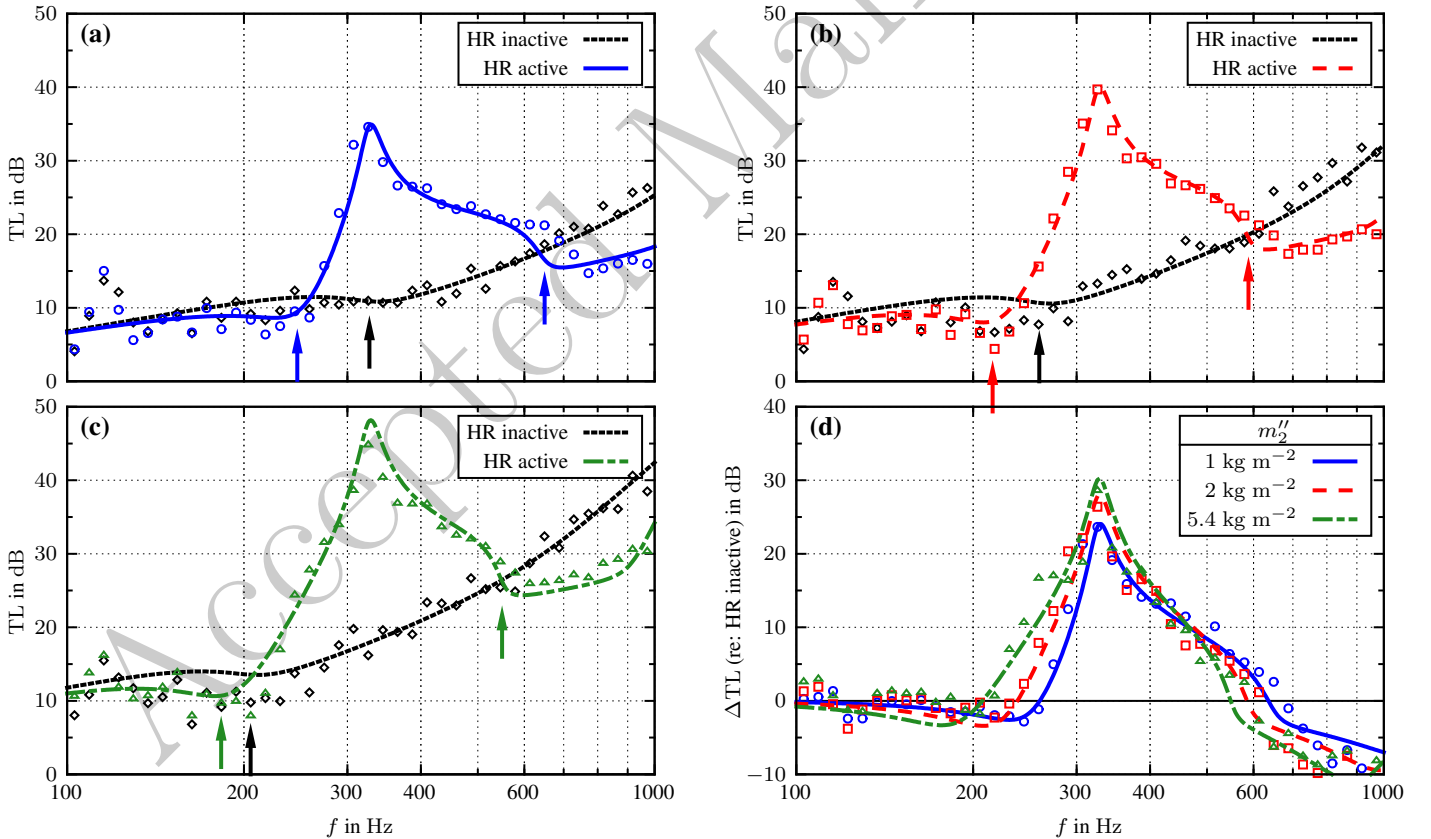 Accepted Man
(a)
HR inactive
HR active
50
40
30
20
10
0
TL in dB
(b)
HR inactive
HR active
50
40
30
20
10
0
TL in dB
(c)
HR inactive
HR active
50
40
30
20
10
0
TL in dB
100 200 300 400 600 1000
f in Hz
(d)
m″₂
1 kg m⁻²
2 kg m⁻²
5.4 kg m⁻²
40
30
20
10
0
−10
ΔTL (re: HR inactive) in dB
100 200 300 400 600 1000
f in Hz